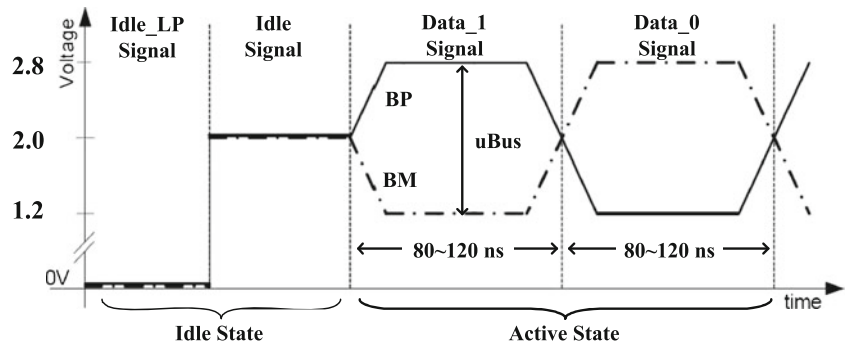 Idle_LP
Signal
Idle
Signal
Data_1
Signal
Data_0
Signal
Voltage
2.8
2.0
1.2
0V
BP
BM
uBus
80~120 ns
80~120 ns
time
Idle State
Active State